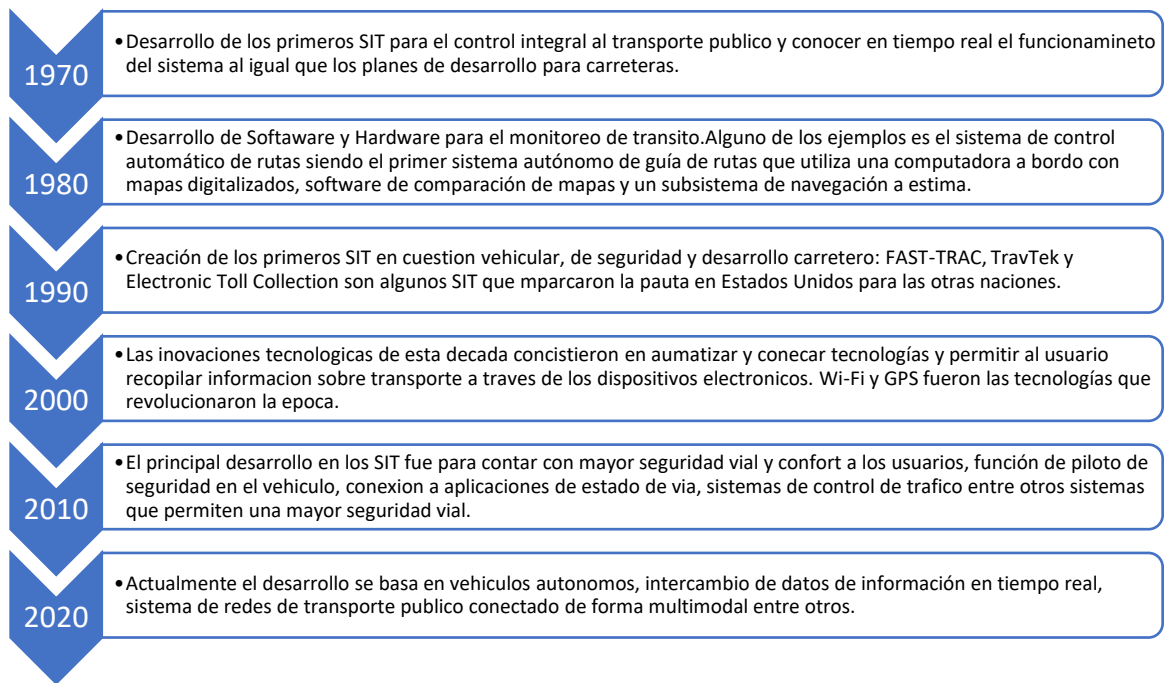 1970
•Desarrollo de los primeros SIT para el control integral al transporte publico y conocer en tiempo real el funcionamineto
del sistema al igual que los planes de desarrollo para carreteras.
1980
•Desarrollo de Softaware y Hardware para el monitoreo de transito.Alguno de los ejemplos es el sistema de control
automático de rutas siendo el primer sistema autónomo de guía de rutas que utiliza una computadora a bordo con
mapas digitalizados, software de comparación de mapas y un subsistema de navegación a estima.
1990
•Creación de los primeros SIT en cuestion vehicular, de seguridad y desarrollo carretero: FAST-TRAC, TravTek y
Electronic Toll Collection son algunos SIT que mparcaron la pauta en Estados Unidos para las otras naciones.
2000
•Las inovaciones tecnologicas de esta decada concistieron en aumatizar y conecar tecnologías y permitir al usuario
recopilar informacion sobre transporte a traves de los dispositivos electronicos. Wi-Fi y GPS fueron las tecnologías que
revolucionaron la epoca.
2010
•El principal desarrollo en los SIT fue para contar con mayor seguridad vial y confort a los usuarios, función de piloto de
seguridad en el vehiculo, conexion a aplicaciones de estado de via, sistemas de control de trafico entre otros sistemas
que permiten una mayor seguridad vial.
2020
•Actualmente el desarrollo se basa en vehiculos autonomos, intercambio de datos de información en tiempo real,
sistema de redes de transporte publico conectado de forma multimodal entre otros.